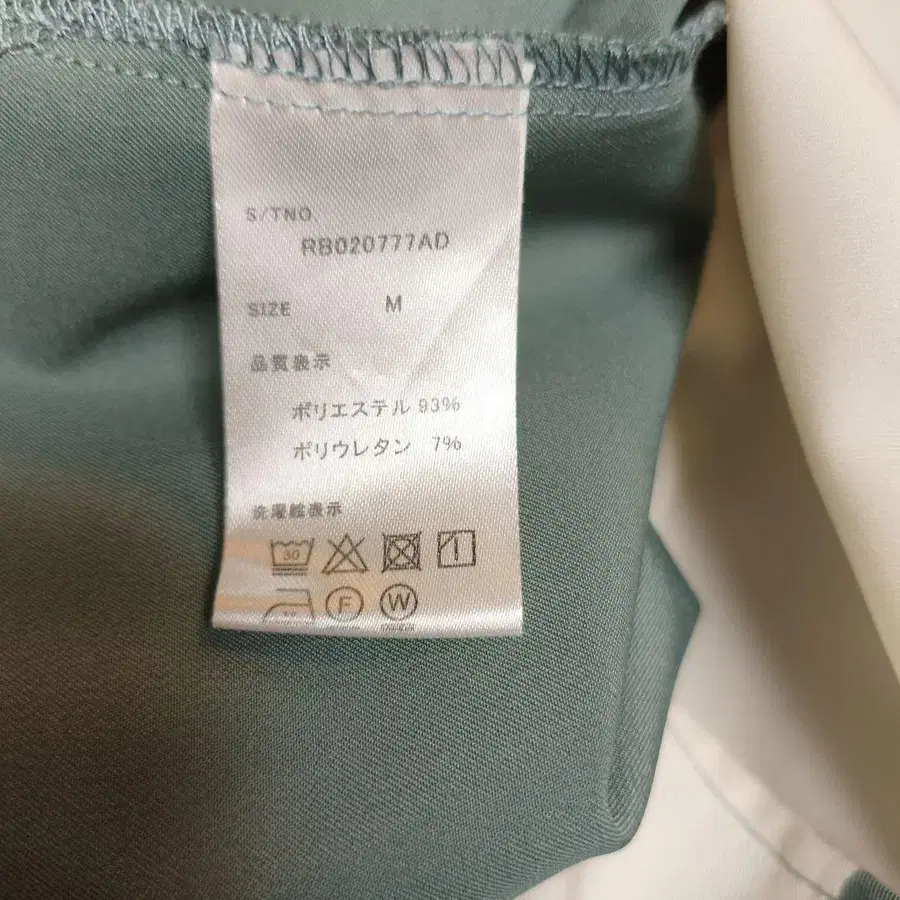 S/TNO
RB020777AD
SIZE M
品質表示
ポリエステル 93%
ポリウレタン 7%
洗濯絵表示
30
F W